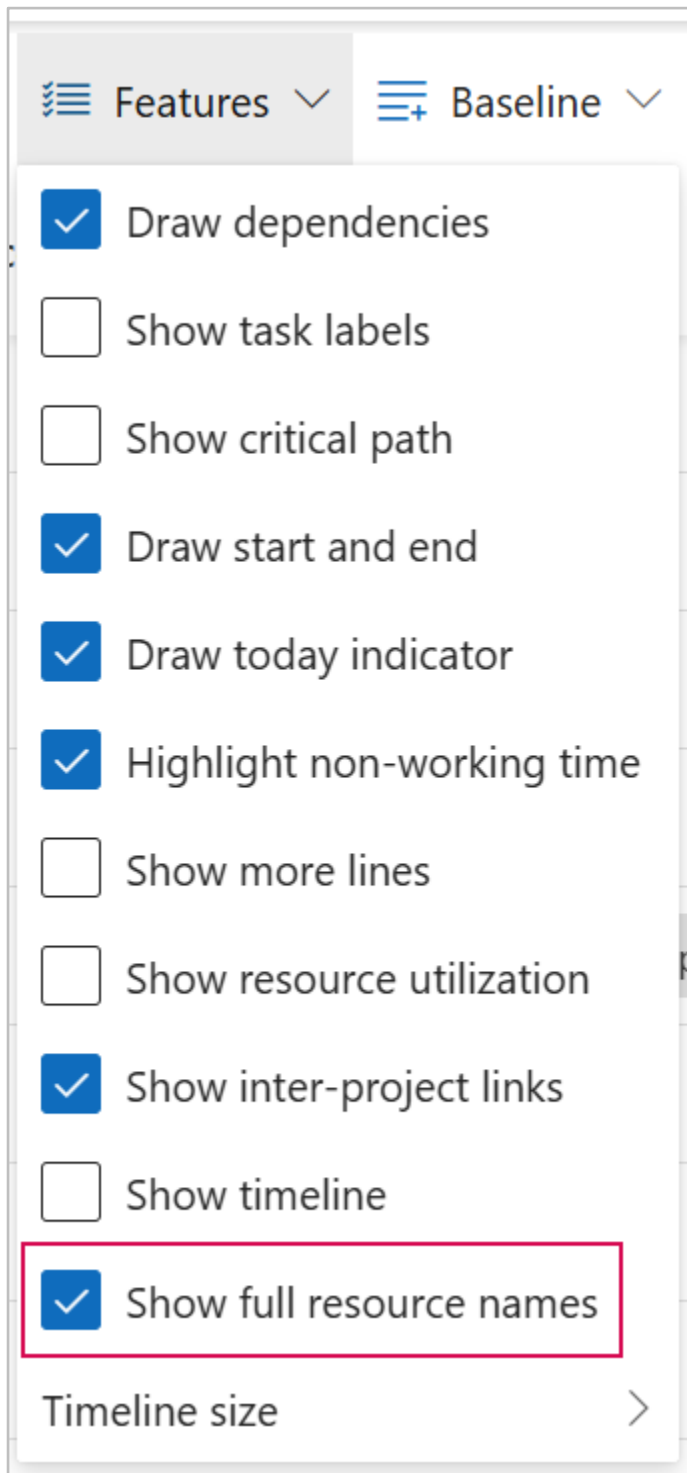 Features Baseline
Draw dependencies
Show task labels
Show critical path
Draw start and end
Draw today indicator
Highlight non-working time
Show more lines
Show resource utilization
Show inter-project links
Show timeline
Show full resource names
Timeline size